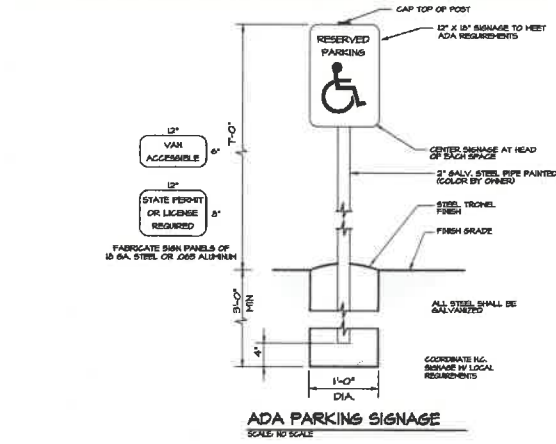 CAP TOP OF POST
12" X 18" SIGNAGE TO MEET
ADA REQUIREMENTS
RESERVED
PARKING
7'-0"
12"
VAN
ACCESSIBLE
6"
CENTER SIGNAGE AT HEAD
OF EACH SPACE
2" GALV. STEEL PIPE PAINTED
(COLOR BY OWNER)
12"
STATE PERMIT
OR LICENSE
REQUIRED
8"
STEEL TROWEL
FINISH
FINISH GRADE
FABRICATE SIGN PANELS OF
18 GA. STEEL OR .065 ALUMINUM
3'-0"
MIN
ALL STEEL SHALL BE
GALVANIZED
4"
COORDINATE H.C.
SIGNAGE W/ LOCAL
REQUIREMENTS
1'-0"
DIA.
ADA PARKING SIGNAGE
SCALE: NO SCALE